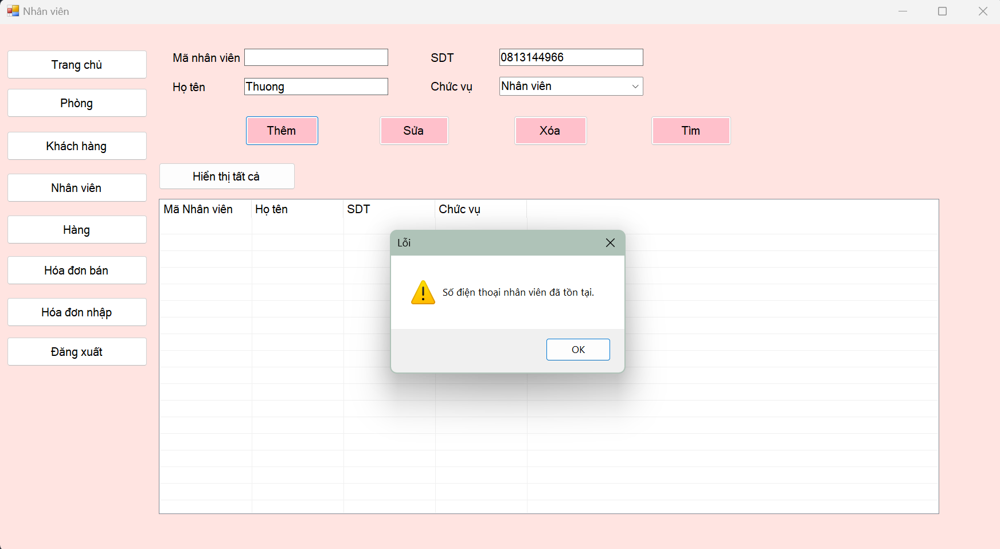 Nhân viên
Trang chủ
Phòng
Khách hàng
Nhân viên
Hàng
Hóa đơn bán
Hóa đơn nhập
Đăng xuất
Mã nhân viên
SDT 0813144966
Họ tên Thuong
Chức vụ Nhân viên
Thêm Sửa Xóa Tìm
Hiển thị tất cả
Mã Nhân viên Họ tên SDT Chức vụ
Lỗi
Số điện thoại nhân viên đã tồn tại.
OK